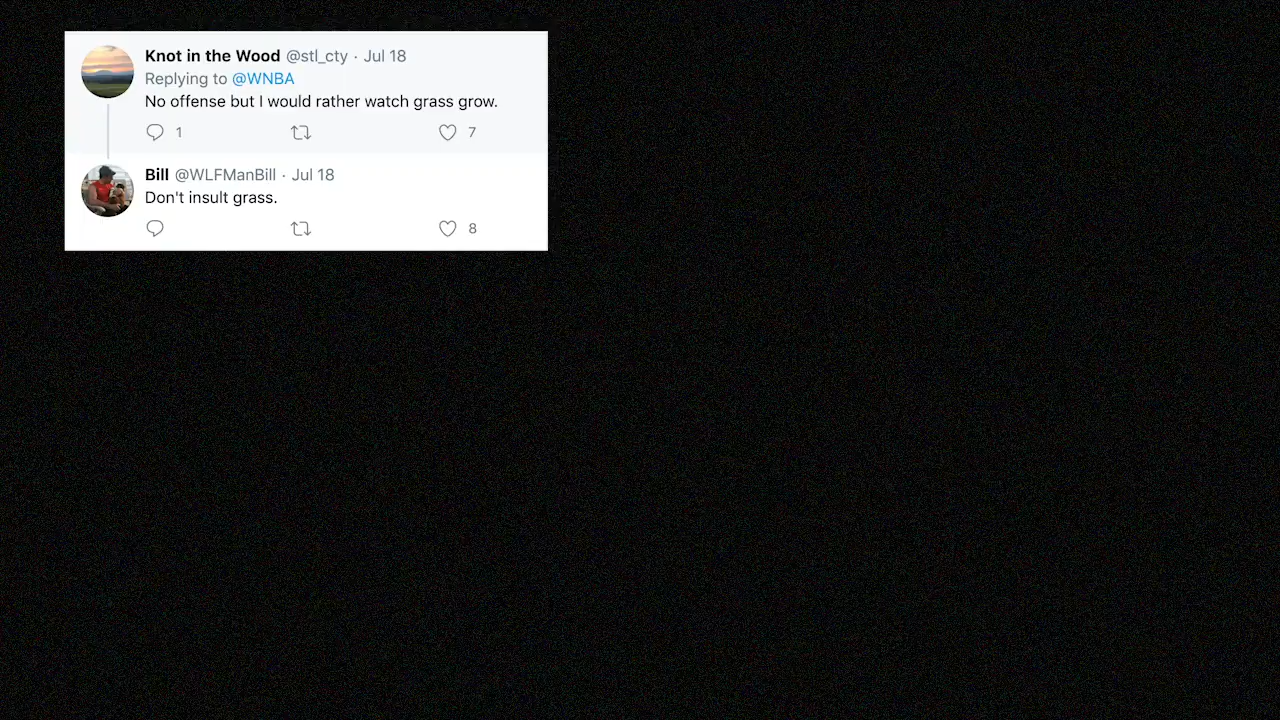 Knot in the Wood @stl_cty · Jul 18
Replying to @WNBA
No offense but I would rather watch grass grow.
1 7
Bill @WLFManBill · Jul 18
Don't insult grass.
8